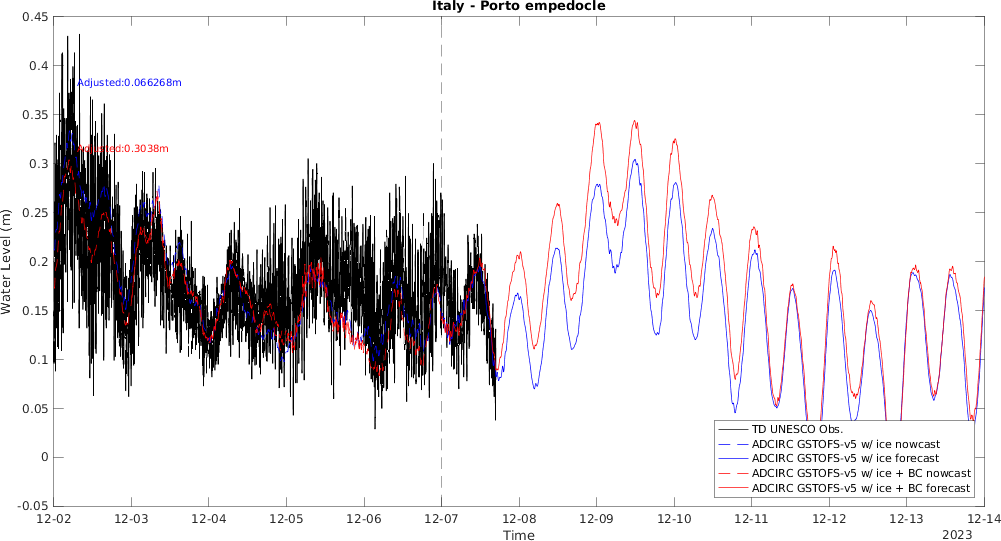 Italy - Porto empedocle
0.45
0.4
0.35
0.3
0.25
0.2
0.15
0.1
0.05
0
-0.05
Water Level (m)
Adjusted:0.066268m
Adjusted:0.3038m
TD UNESCO Obs.
ADCIRC GSTOFS-v5 w/ ice nowcast
ADCIRC GSTOFS-v5 w/ ice forecast
ADCIRC GSTOFS-v5 w/ ice + BC nowcast
ADCIRC GSTOFS-v5 w/ ice + BC forecast
12-02 12-03 12-04 12-05 12-06 12-07 12-08 12-09 12-10 12-11 12-12 12-13 12-14
Time
2023